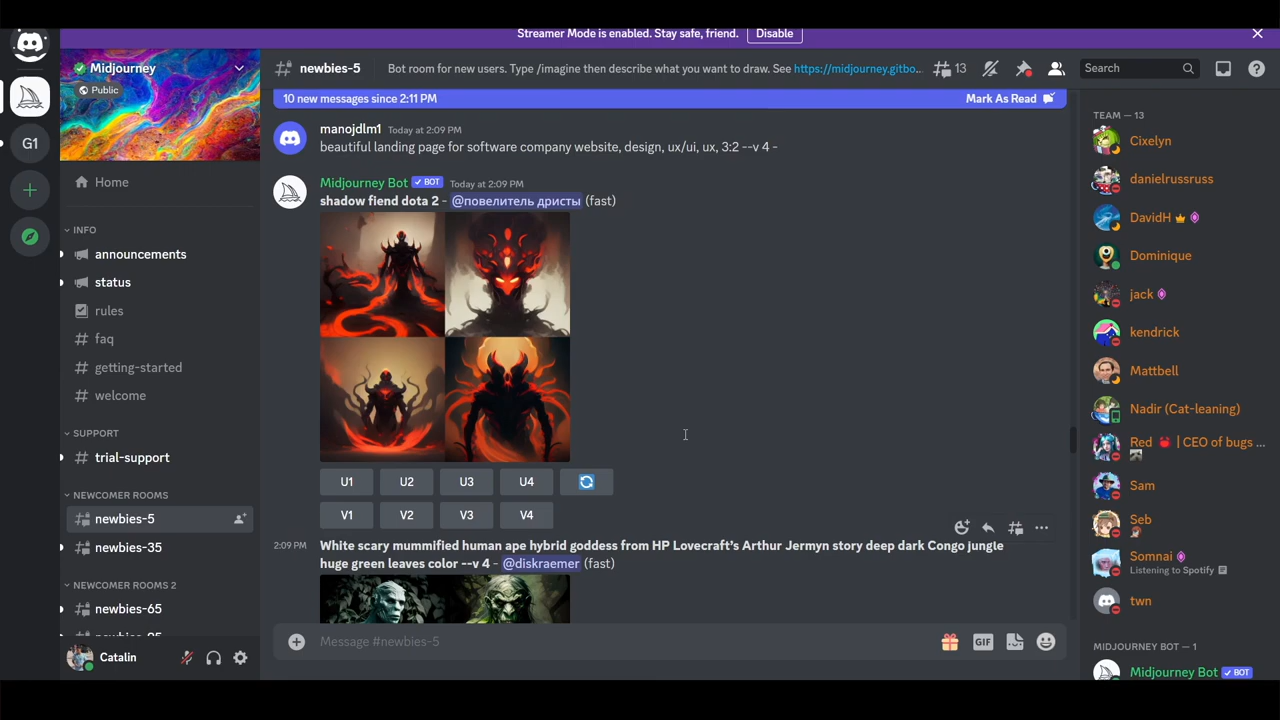 Streamer Mode is enabled. Stay safe, friend. Disable
Midjourney
Public
newbies-5 Bot room for new users. Type /imagine then describe what you want to draw. See https://midjourney.gitbo... 13 Search
10 new messages since 2:11 PM Mark As Read
G1
Home
INFO
announcements
status
rules
faq
getting-started
welcome
SUPPORT
trial-support
NEWCOMER ROOMS
newbies-5
newbies-35
NEWCOMER ROOMS 2
newbies-65
Catalin
manojdlm1 Today at 2:09 PM
beautiful landing page for software company website, design, ux/ui, ux, 3:2 --v 4 -
Midjourney Bot BOT Today at 2:09 PM
shadow fiend dota 2 - @повелитель дристы (fast)
U1 U2 U3 U4
V1 V2 V3 V4
2:09 PM White scary mummified human ape hybrid goddess from HP Lovecraft's Arthur Jermyn story deep dark Congo jungle
huge green leaves color --v 4 - @diskraemer (fast)
Message #newbies-5
GIF
TEAM — 13
Cixelyn
danielrussruss
DavidH
Dominique
jack
kendrick
Mattbell
Nadir (Cat-leaning)
Red | CEO of bugs ...
Sam
Seb
Somnai
Listening to Spotify
twn
MIDJOURNEY BOT — 1
Midjourney Bot BOT